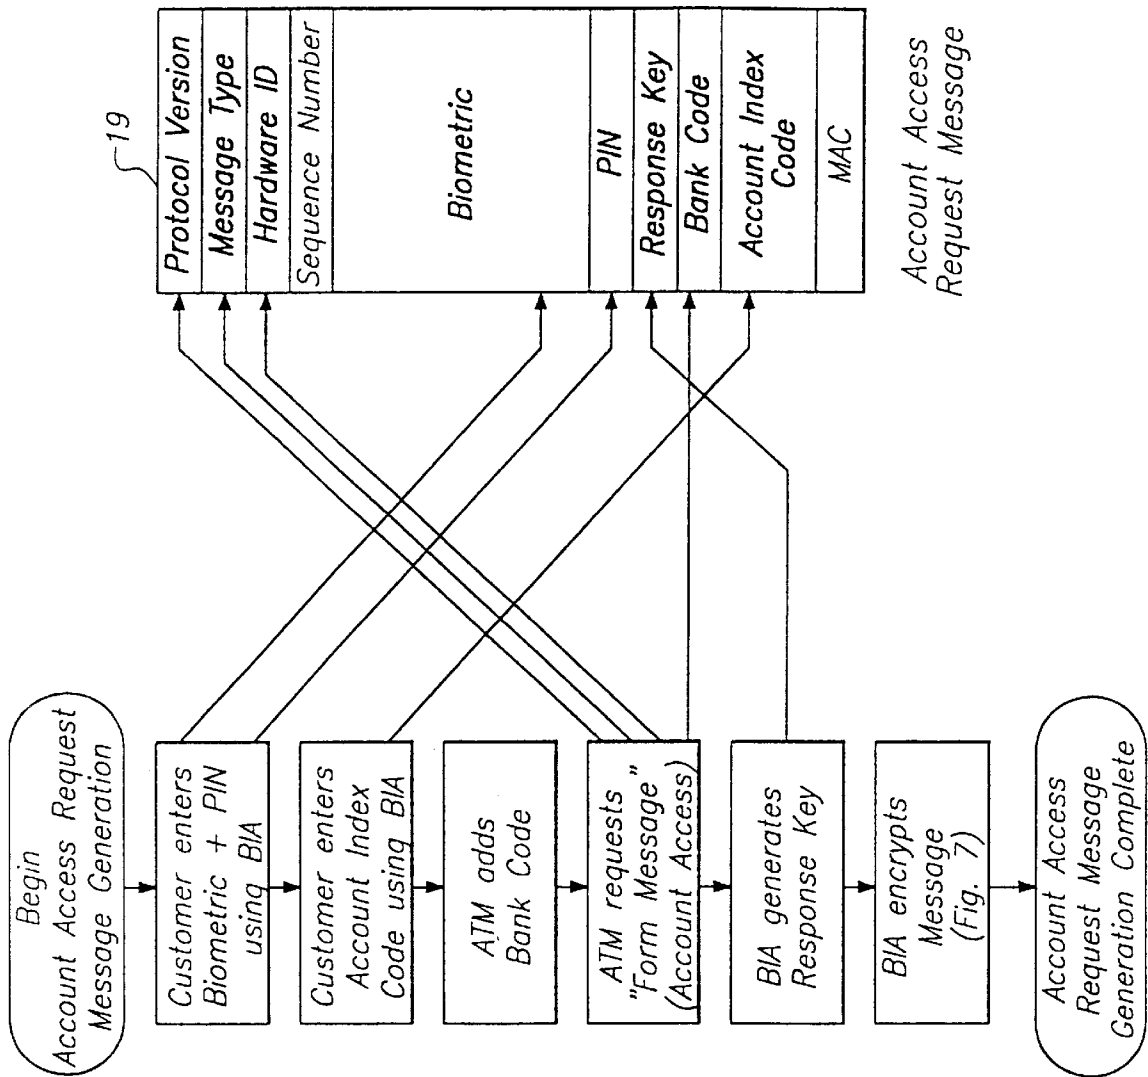 Begin
Account Access Request
Message Generation
Customer enters
Biometric + PIN
using BIA
Customer enters
Account Index
Code using BIA
ATM adds
Bank Code
ATM requests
"Form Message"
(Account Access)
BIA generates
Response Key
BIA encrypts
Message
(Fig. 7)
Account Access
Request Message
Generation Complete
19
Protocol Version
Message Type
Hardware ID
Sequence Number
Biometric
PIN
Response Key
Bank Code
Account Index
Code
MAC
Account Access
Request Message